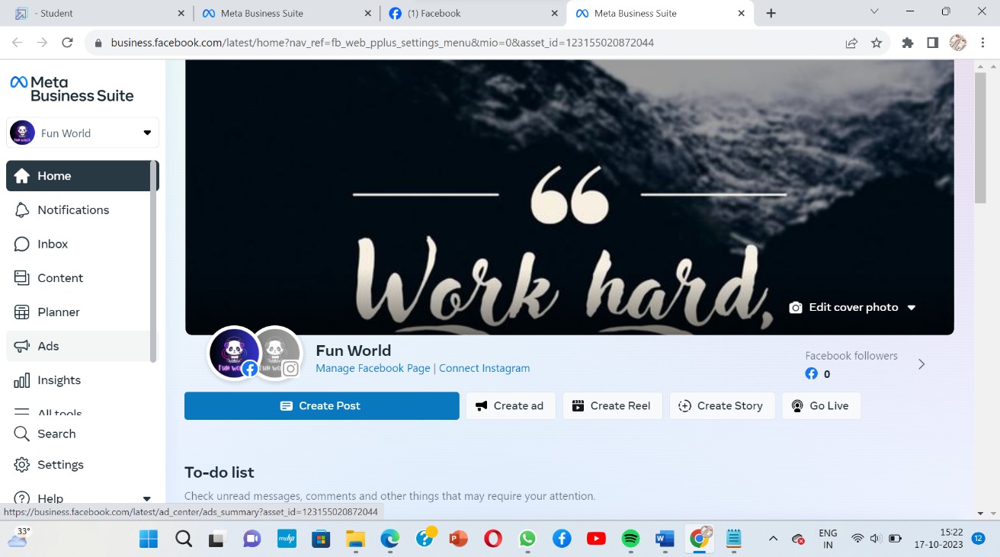 - Student
Meta Business Suite
(1) Facebook
Meta Business Suite
business.facebook.com/latest/home?nav_ref=fb_web_pplus_settings_menu&mio=0&asset_id=123155020872044
Meta
Business Suite
Fun World
Home
Notifications
Inbox
Content
Planner
Ads
Insights
All tools
Search
Settings
Help
Work hard,
Edit cover photo
Fun World
Manage Facebook Page | Connect Instagram
Facebook followers
0
Create Post
Create ad
Create Reel
Create Story
Go Live
To-do list
Check unread messages, comments and other things that may require your attention.
https://business.facebook.com/latest/ad_center/ads_summary?asset_id=123155020872044
33°
myhp
ENG
IN
15:22
17-10-2023
12